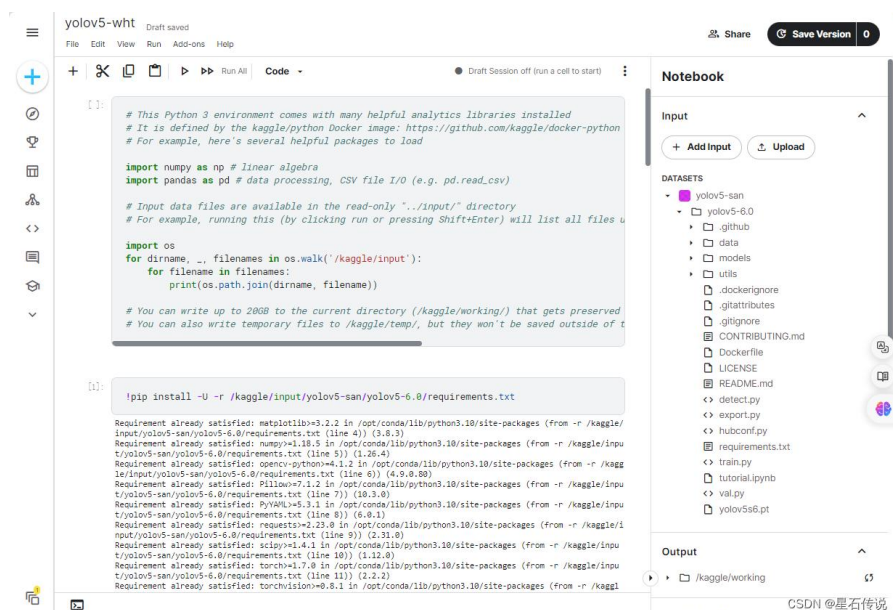 yolov5-wht Draft saved
File Edit View Run Add-ons Help
Share
Save Version 0
Run All Code
Draft Session off (run a cell to start)
[ ]:
# This Python 3 environment comes with many helpful analytics libraries installed
# It is defined by the kaggle/python Docker image: https://github.com/kaggle/docker-python
# For example, here's several helpful packages to load
import numpy as np # linear algebra
import pandas as pd # data processing, CSV file I/O (e.g. pd.read_csv)
# Input data files are available in the read-only "../input/" directory
# For example, running this (by clicking run or pressing Shift+Enter) will list all files u
import os
for dirname, _, filenames in os.walk('/kaggle/input'):
for filename in filenames:
print(os.path.join(dirname, filename))
# You can write up to 20GB to the current directory (/kaggle/working/) that gets preserved
# You can also write temporary files to /kaggle/temp/, but they won't be saved outside of t
[1]:
!pip install -U -r /kaggle/input/yolov5-san/yolov5-6.0/requirements.txt
Requirement already satisfied: matplotlib>=3.2.2 in /opt/conda/lib/python3.10/site-packages (from -r /kaggle/
input/yolov5-san/yolov5-6.0/requirements.txt (line 4)) (3.8.3)
Requirement already satisfied: numpy>=1.18.5 in /opt/conda/lib/python3.10/site-packages (from -r /kaggle/inpu
t/yolov5-san/yolov5-6.0/requirements.txt (line 5)) (1.26.4)
Requirement already satisfied: opencv-python>=4.1.2 in /opt/conda/lib/python3.10/site-packages (from -r /kagg
le/input/yolov5-san/yolov5-6.0/requirements.txt (line 6)) (4.9.0.80)
Requirement already satisfied: Pillow>=7.1.2 in /opt/conda/lib/python3.10/site-packages (from -r /kaggle/inpu
t/yolov5-san/yolov5-6.0/requirements.txt (line 7)) (10.3.0)
Requirement already satisfied: PyYAML>=5.3.1 in /opt/conda/lib/python3.10/site-packages (from -r /kaggle/inpu
t/yolov5-san/yolov5-6.0/requirements.txt (line 8)) (6.0.1)
Requirement already satisfied: requests>=2.23.0 in /opt/conda/lib/python3.10/site-packages (from -r /kaggle/i
nput/yolov5-san/yolov5-6.0/requirements.txt (line 9)) (2.31.0)
Requirement already satisfied: scipy>=1.4.1 in /opt/conda/lib/python3.10/site-packages (from -r /kaggle/inpu
t/yolov5-san/yolov5-6.0/requirements.txt (line 10)) (1.12.0)
Requirement already satisfied: torch>=1.7.0 in /opt/conda/lib/python3.10/site-packages (from -r /kaggle/inpu
t/yolov5-san/yolov5-6.0/requirements.txt (line 11)) (2.2.2)
Requirement already satisfied: torchvision>=0.8.1 in /opt/conda/lib/python3.10/site-packages (from -r /kaggl
Notebook
Input
Add Input
Upload
DATASETS
yolov5-san
yolov5-6.0
.github
data
models
utils
.dockerignore
.gitattributes
.gitignore
CONTRIBUTING.md
Dockerfile
LICENSE
README.md
detect.py
export.py
hubconf.py
requirements.txt
train.py
tutorial.ipynb
val.py
yolov5s6.pt
Output
/kaggle/working
CSDN @星石传说